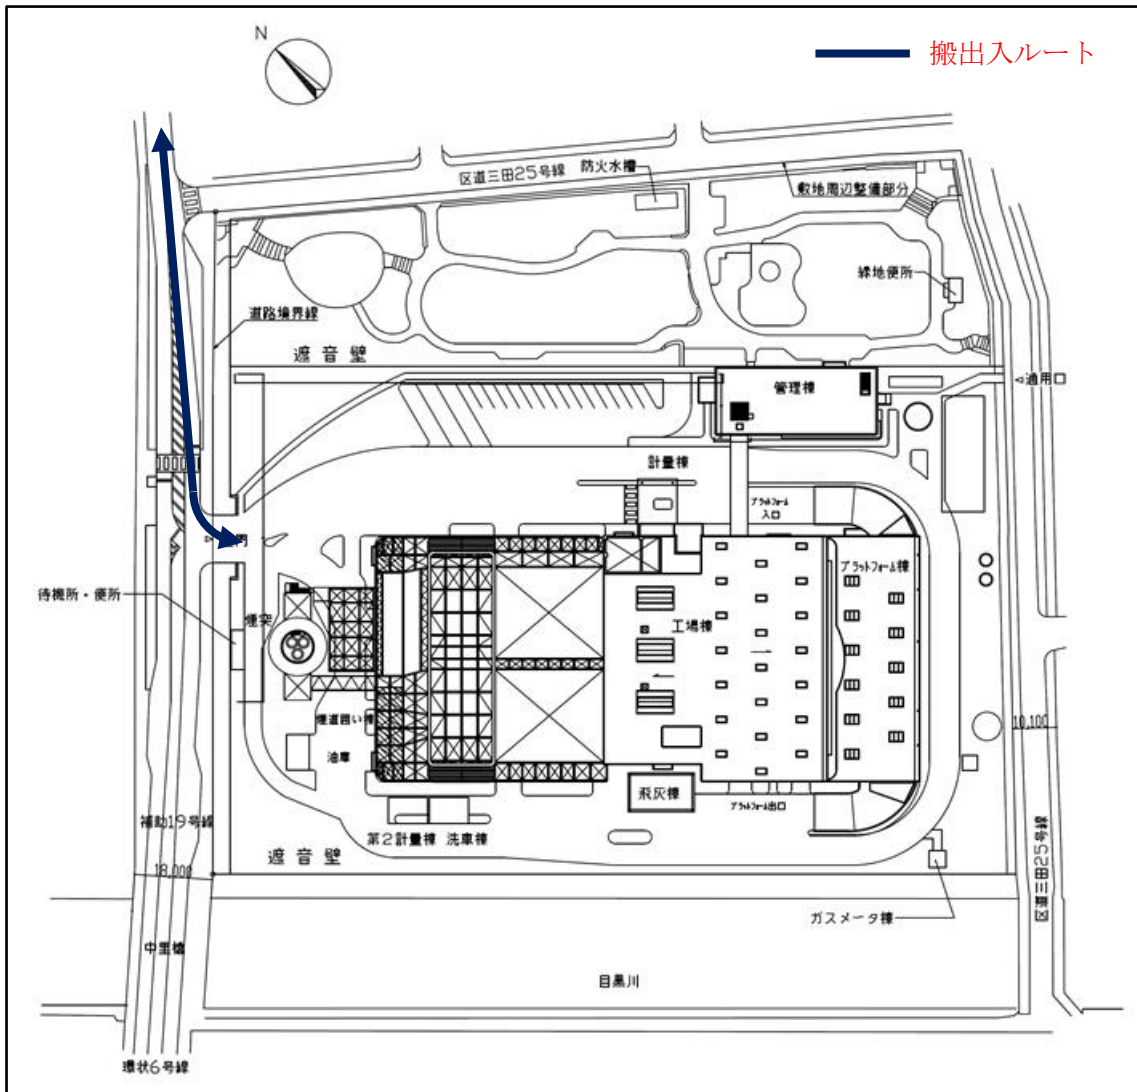 N
搬出入ルート
区道三田25号線
防火水槽
敷地周辺整備部分
緑地便所
道路境界線
遮音壁
管理棟
通用口
計量棟
プラットフォーム
入口
プラットフォーム棟
待機所・便所
煙突
工場棟
煙道囲い棟
油庫
10,100
飛灰棟
プラットフォーム出口
補助19号線
第2計量棟
洗車棟
遮音壁
18,000
区道三田25号線
ガスメータ棟
中里橋
目黒川
環状6号線